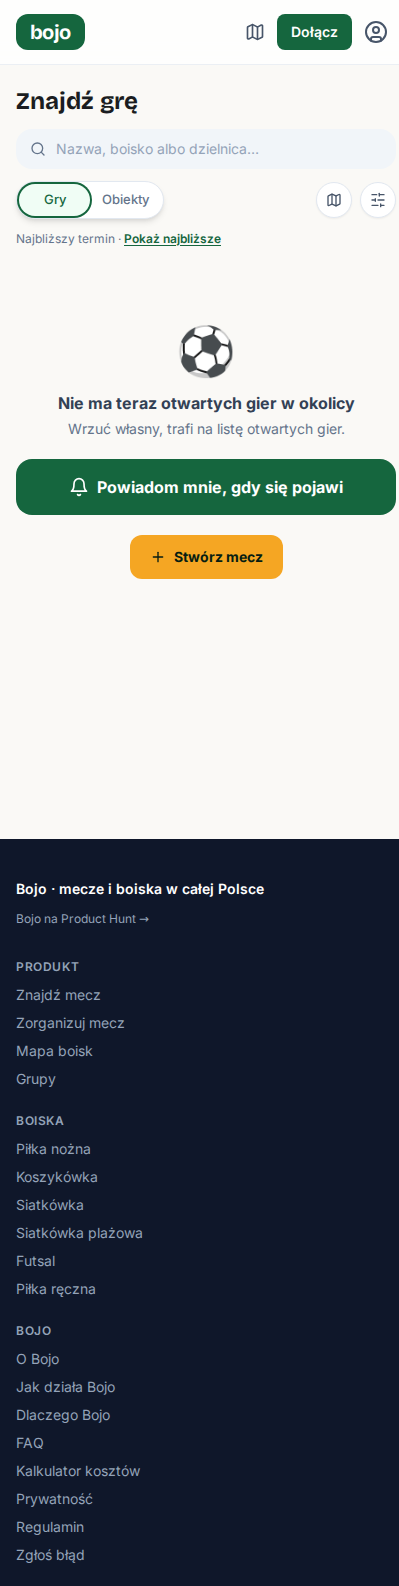 bojo
Dołącz
Znajdź grę
Nazwa, boisko albo dzielnica...
Gry
Obiekty
Najbliższy termin · Pokaż najbliższe
Nie ma teraz otwartych gier w okolicy
Wrzuć własny, trafi na listę otwartych gier.
Powiadom mnie, gdy się pojawi
Stwórz mecz
Bojo · mecze i boiska w całej Polsce
Bojo na Product Hunt →
PRODUKT
Znajdź mecz
Zorganizuj mecz
Mapa boisk
Grupy
BOISKA
Piłka nożna
Koszykówka
Siatkówka
Siatkówka plażowa
Futsal
Piłka ręczna
BOJO
O Bojo
Jak działa Bojo
Dlaczego Bojo
FAQ
Kalkulator kosztów
Prywatność
Regulamin
Zgłoś błąd